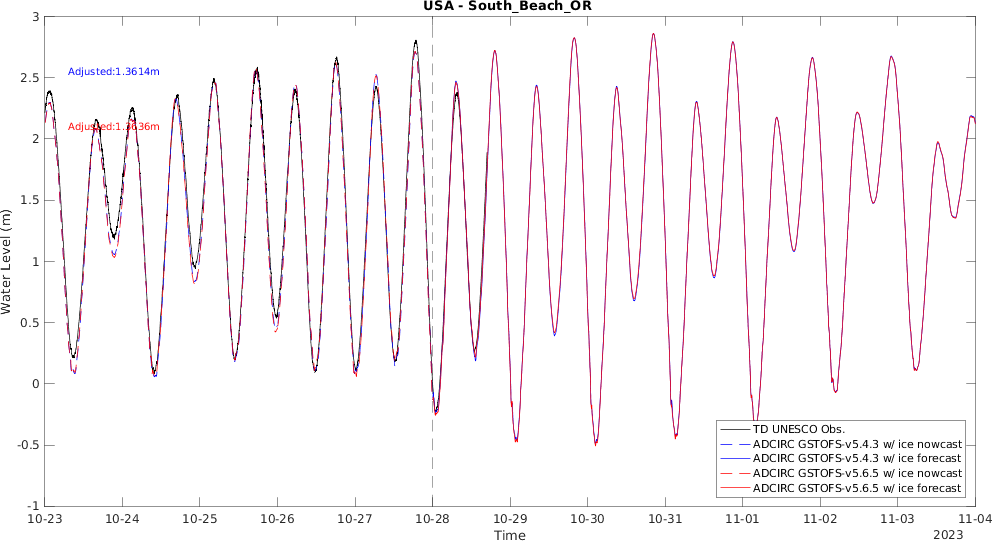 USA - South_Beach_OR
3
2.5
2
1.5
1
0.5
0
-0.5
-1
Water Level (m)
Adjusted:1.3614m
Adjusted:1.3636m
TD UNESCO Obs.
ADCIRC GSTOFS-v5.4.3 w/ ice nowcast
ADCIRC GSTOFS-v5.4.3 w/ ice forecast
ADCIRC GSTOFS-v5.6.5 w/ ice nowcast
ADCIRC GSTOFS-v5.6.5 w/ ice forecast
10-23 10-24 10-25 10-26 10-27 10-28 10-29 10-30 10-31 11-01 11-02 11-03 11-04
Time
2023